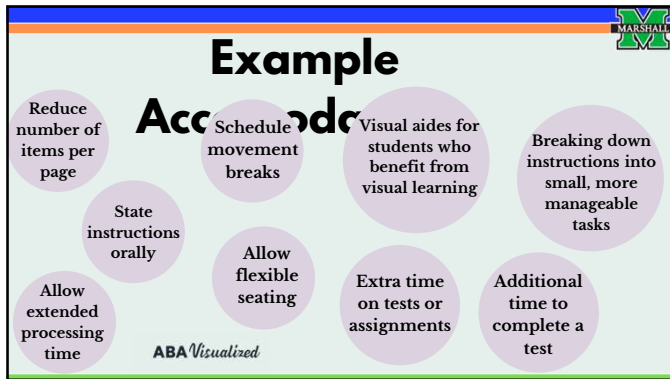 MARSHALL
Example
Acc
oda
Reduce
number of
items per
page
Schedule
movement
breaks
Visual aides for
students who
benefit from
visual learning
Breaking down
instructions into
small, more
manageable
tasks
State
instructions
orally
Allow
flexible
seating
Extra time
on tests or
assignments
Additional
time to
complete a
test
Allow
extended
processing
time
ABA Visualized